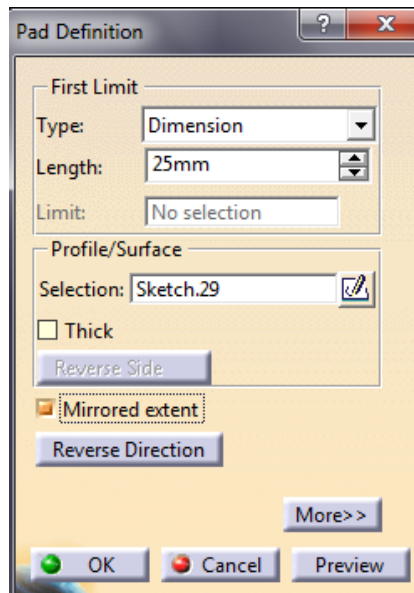 Pad Definition
?
X
First Limit
Type: Dimension
Length: 25mm
Limit: No selection
Profile/Surface
Selection: Sketch.29
Thick
Reverse Side
Mirrored extent
Reverse Direction
More>>
OK Cancel Preview